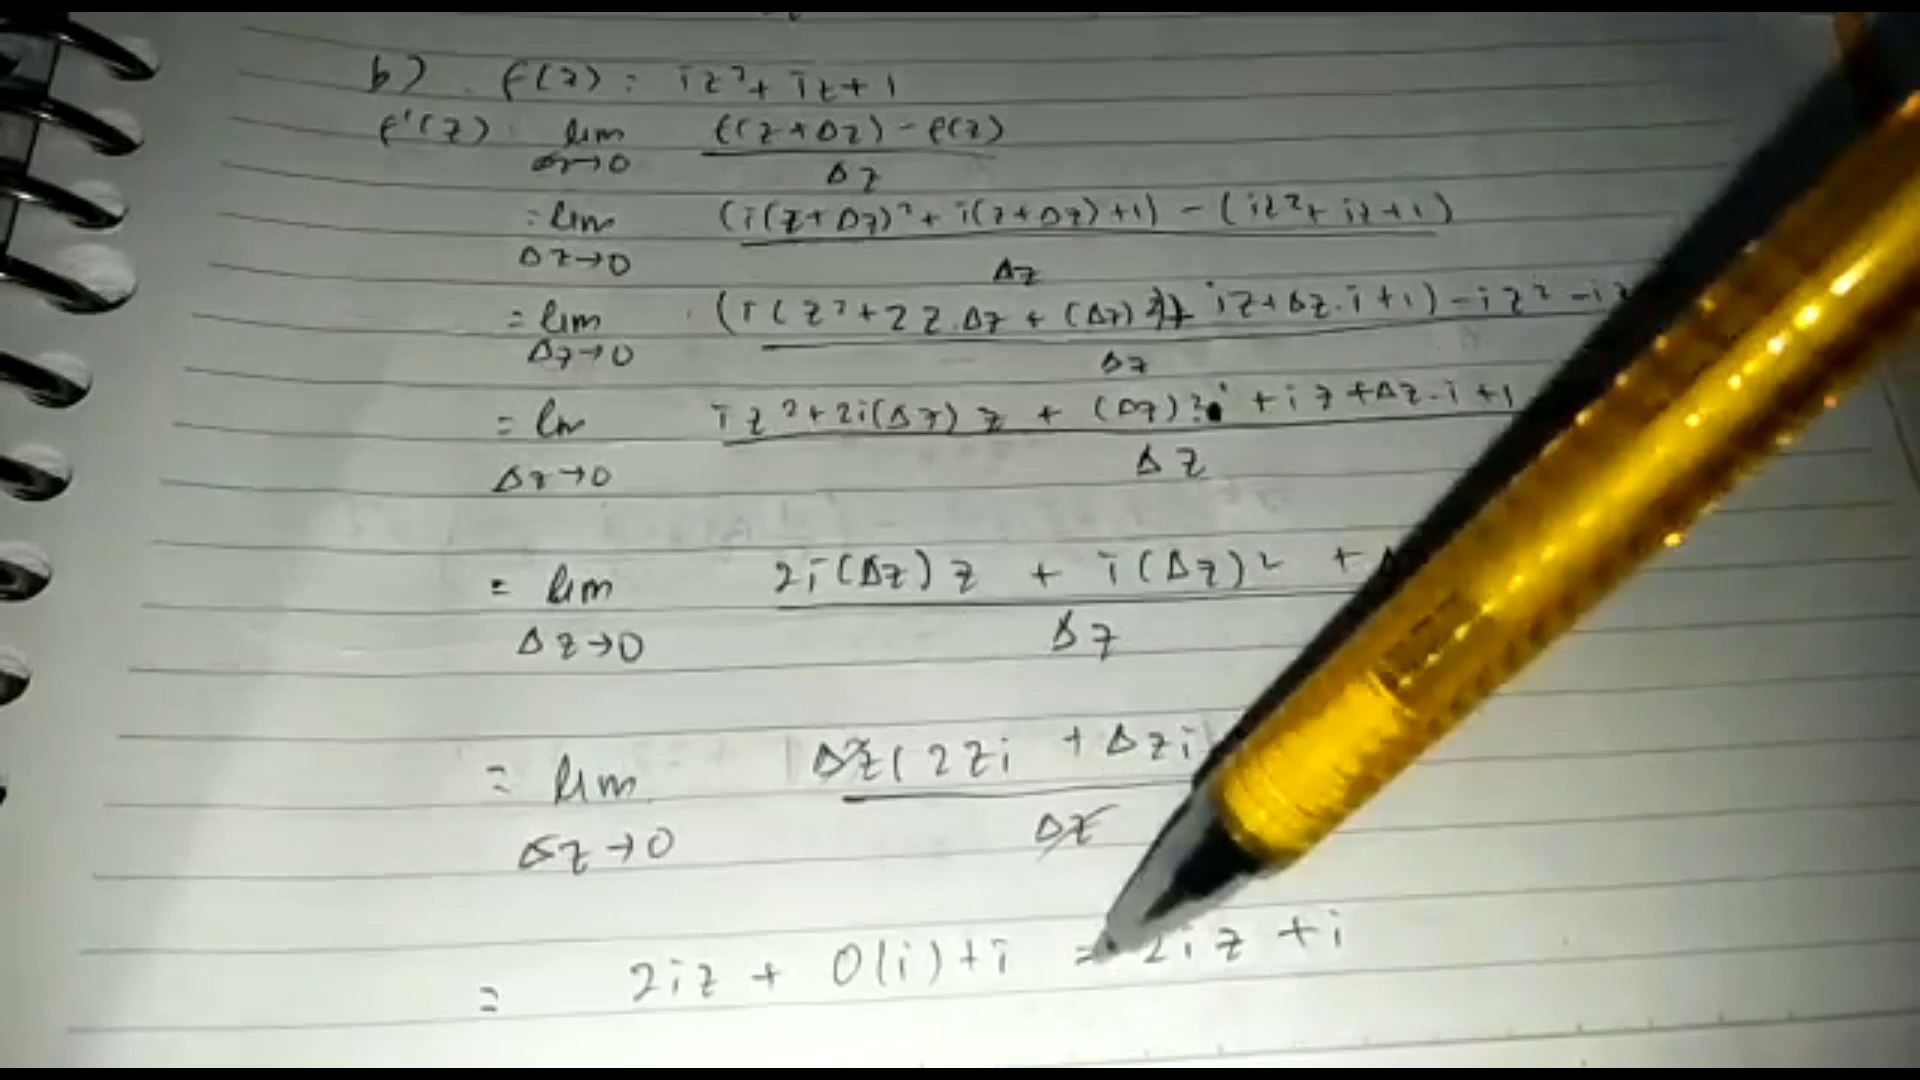 b) f(z) = iz²+ iz+1
f'(z) = lim f(z+Δz) - f(z)
Δz→0 Δz
= lim (i(z+Δz)² + i(z+Δz)+1) - (iz²+ iz+1)
Δz→0 Δz
= lim (i(z²+2z.Δz + (Δz)²)+ iz+Δz.i+1) - iz² - iz
Δz→0 Δz
= lim iz²+2i(Δz)z + (Δz)²i + iz+Δz.i+1
Δz→0 Δz
= lim 2i(Δz)z + i(Δz)² + Δ
Δz→0 Δz
= lim Δz(2zi + Δzi
Δz→0 Δz
= 2iz + 0(i)+i = 2iz+i